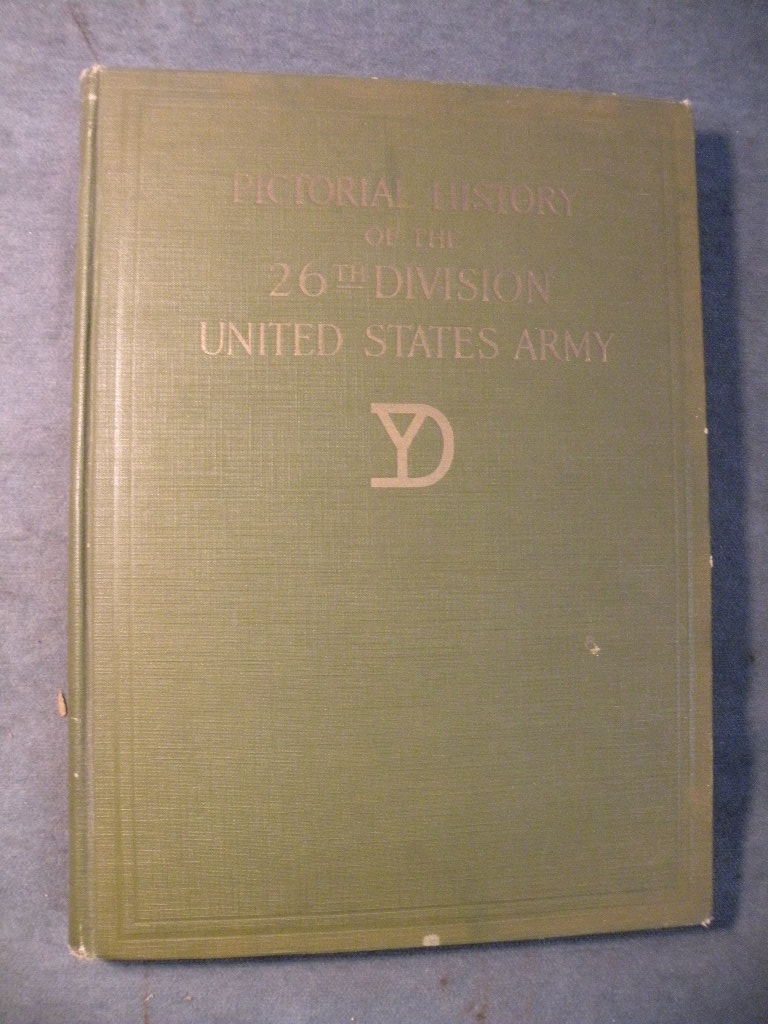 PICTORIAL HISTORY
OF THE
26TH DIVISION
UNITED STATES ARMY
YD